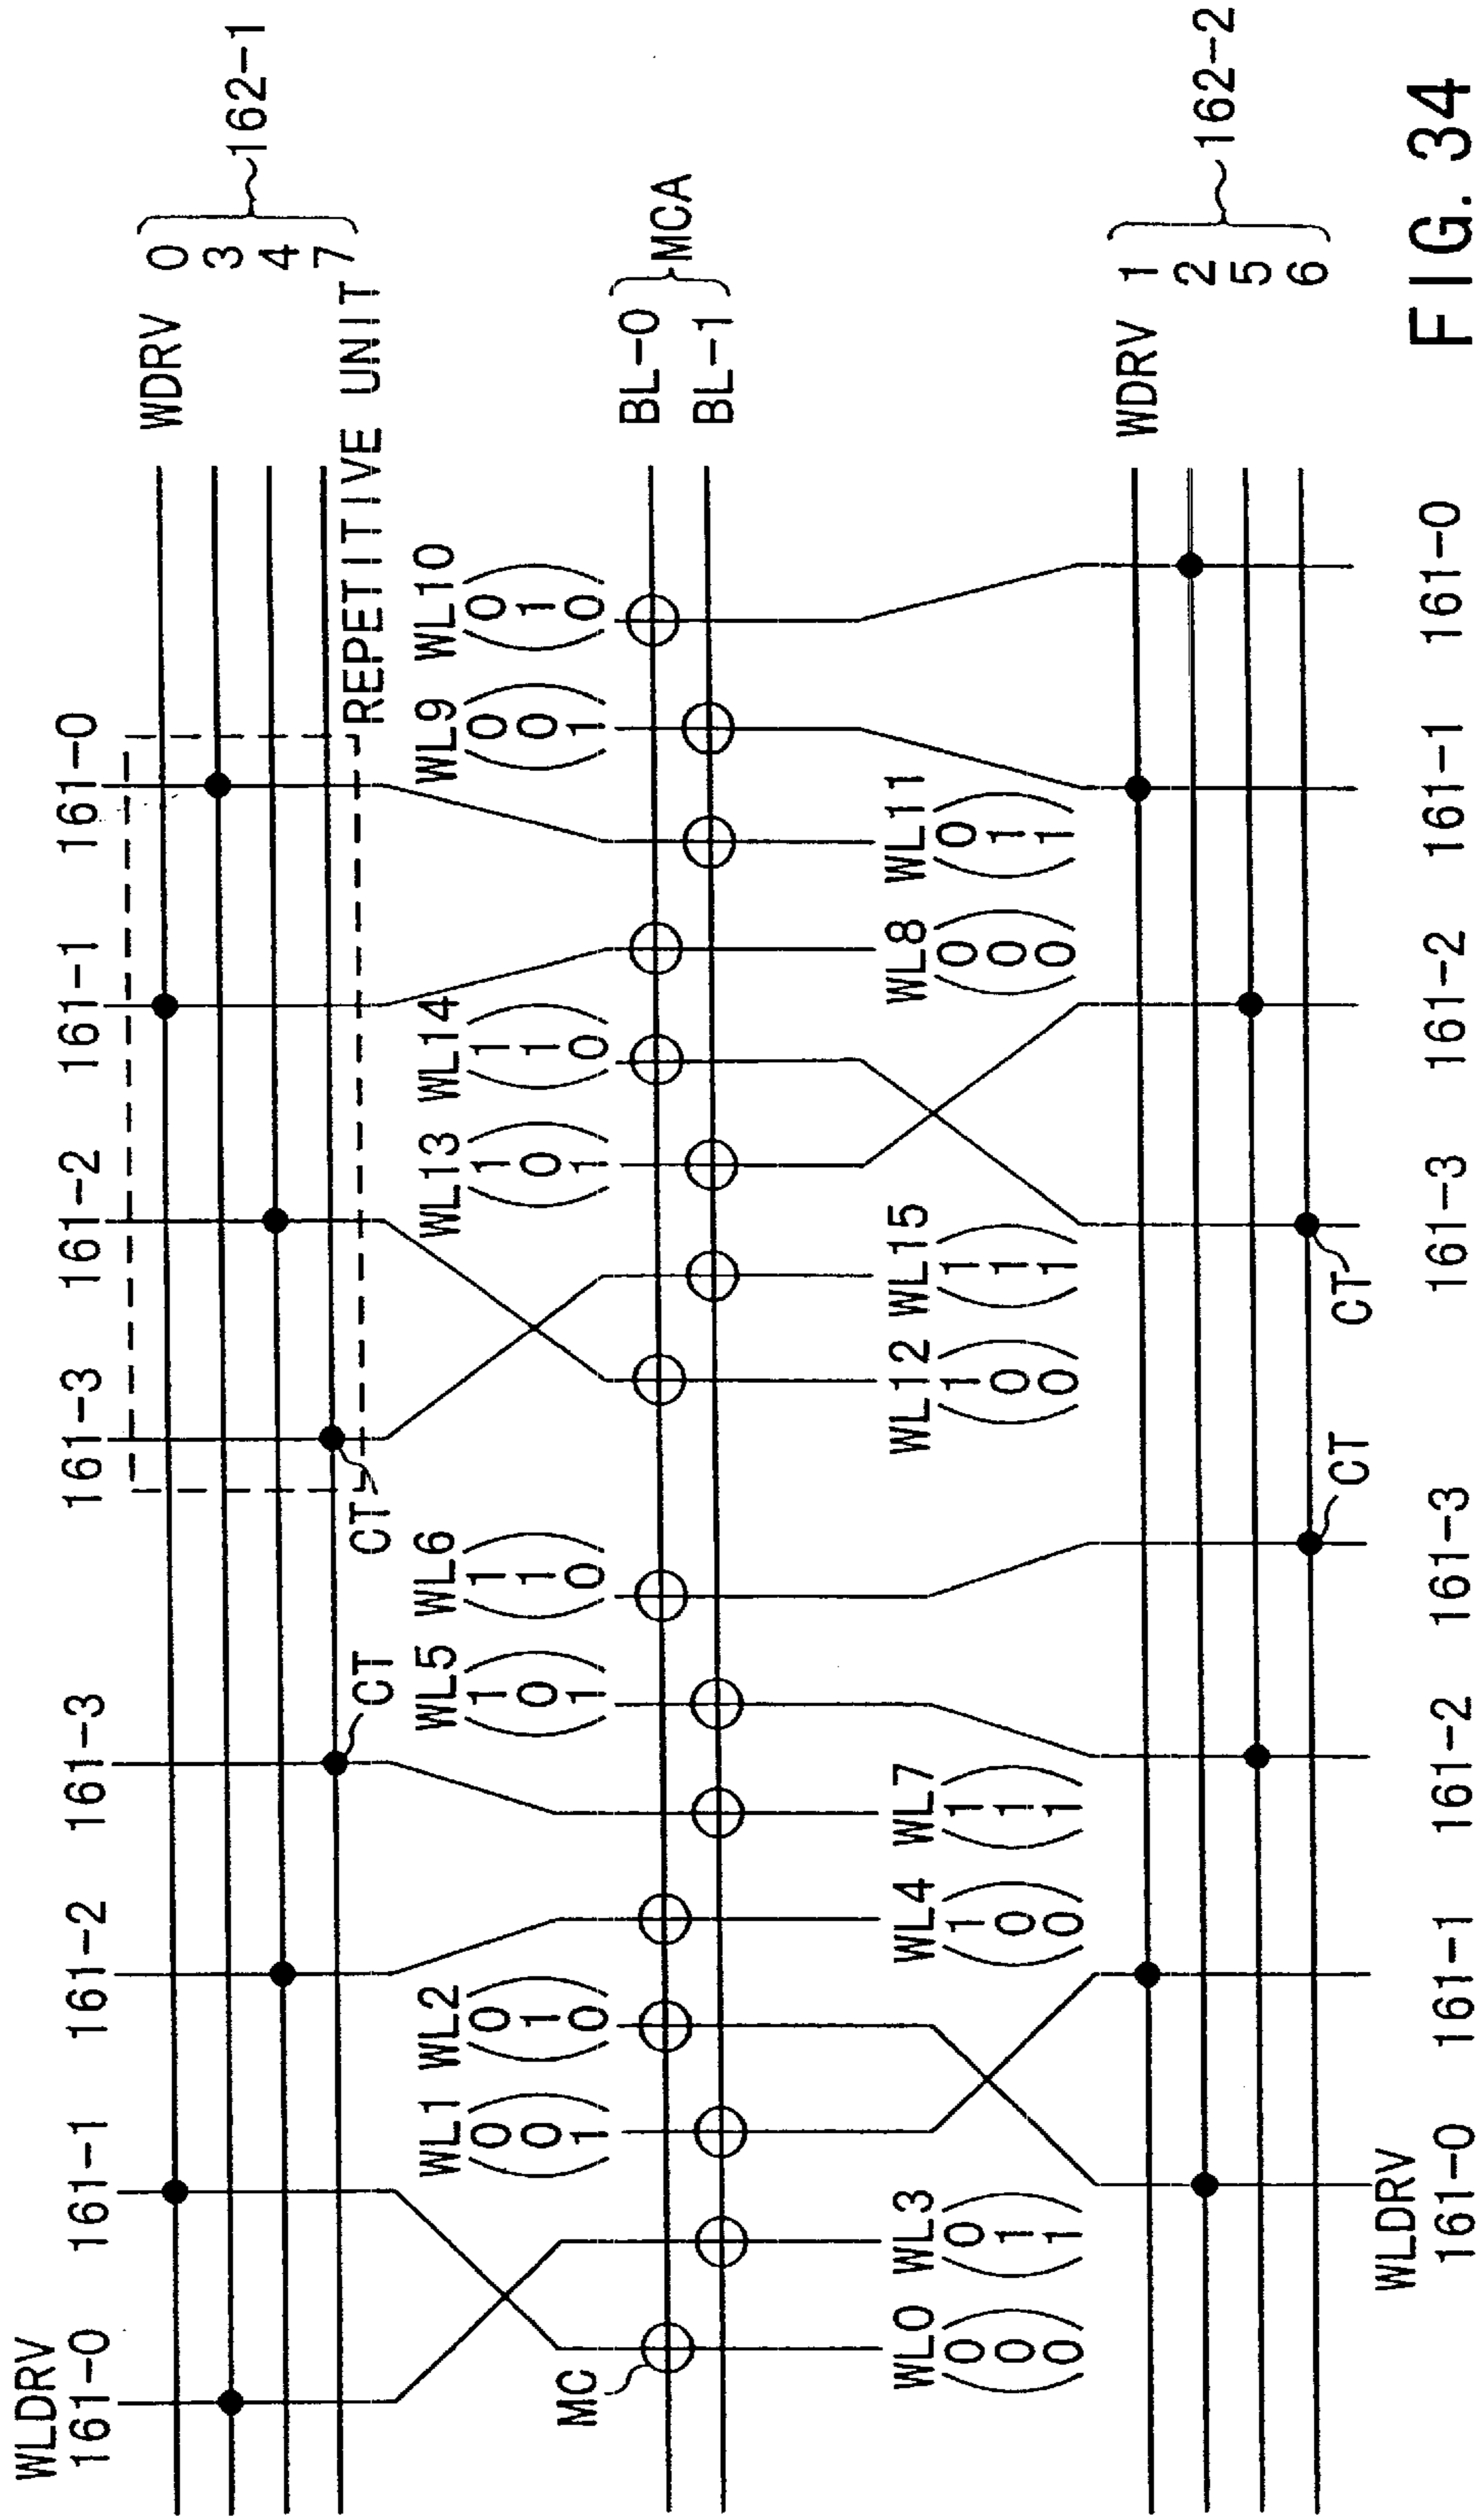 WLDRV
161-0 161-1 161-2 161-3 161-3 161-2 161-1 161-0
WDRV 0
3
162-1
4
7
REPETITIVE UNIT
CT CT
WL1 WL2 WL5 WL6 WL13 WL14 WL9 WL10
(0) (0) (1) (1) (1) (1) (0) (0)
(0) (1) (0) (1) (0) (1) (0) (1)
(1) (0) (1) (0) (1) (0) (1) (0)
MC
BL-0
MCA
BL-1
WL0 WL3 WL4 WL7 WL12 WL15 WL8 WL11
(0) (0) (1) (1) (1) (1) (0) (0)
(0) (1) (0) (1) (0) (1) (0) (1)
(0) (1) (0) (1) (0) (1) (0) (1)
WDRV 1
2
162-2
5
6
CT CT
WLDRV
161-0 161-1 161-2 161-3 161-3 161-2 161-1 161-0
FIG. 34